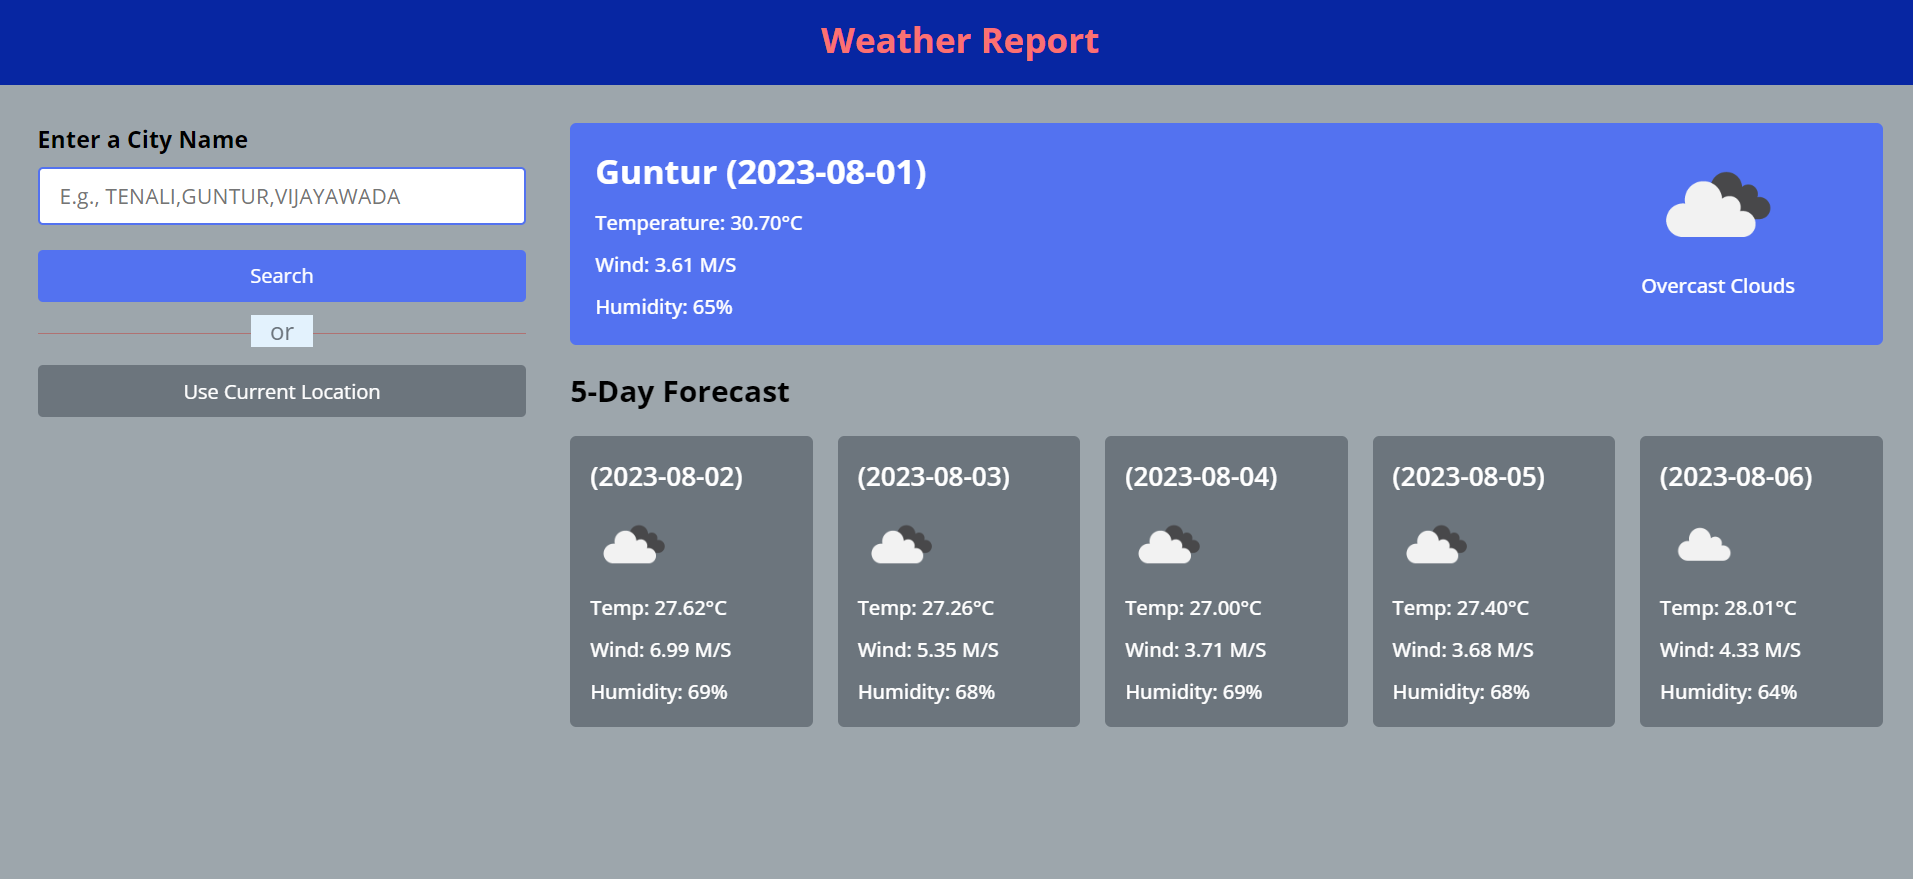 Weather Report
Enter a City Name
E.g., TENALI,GUNTUR,VIJAYAWADA
Search
or
Use Current Location
Guntur (2023-08-01)
Temperature: 30.70°C
Wind: 3.61 M/S
Humidity: 65%
Overcast Clouds
5-Day Forecast
(2023-08-02)
Temp: 27.62°C
Wind: 6.99 M/S
Humidity: 69%
(2023-08-03)
Temp: 27.26°C
Wind: 5.35 M/S
Humidity: 68%
(2023-08-04)
Temp: 27.00°C
Wind: 3.71 M/S
Humidity: 69%
(2023-08-05)
Temp: 27.40°C
Wind: 3.68 M/S
Humidity: 68%
(2023-08-06)
Temp: 28.01°C
Wind: 4.33 M/S
Humidity: 64%